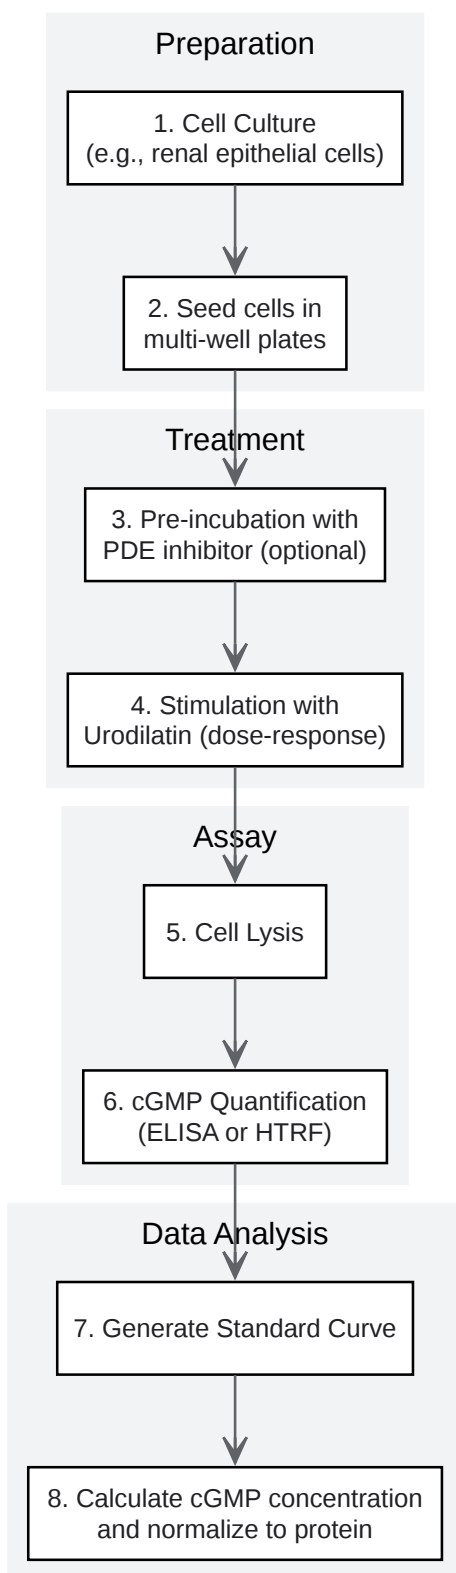 Preparation
1. Cell Culture
(e.g., renal epithelial cells)
2. Seed cells in
multi-well plates
Treatment
3. Pre-incubation with
PDE inhibitor (optional)
4. Stimulation with
Urodilatin (dose-response)
Assay
5. Cell Lysis
6. cGMP Quantification
(ELISA or HTRF)
Data Analysis
7. Generate Standard Curve
8. Calculate cGMP concentration
and normalize to protein